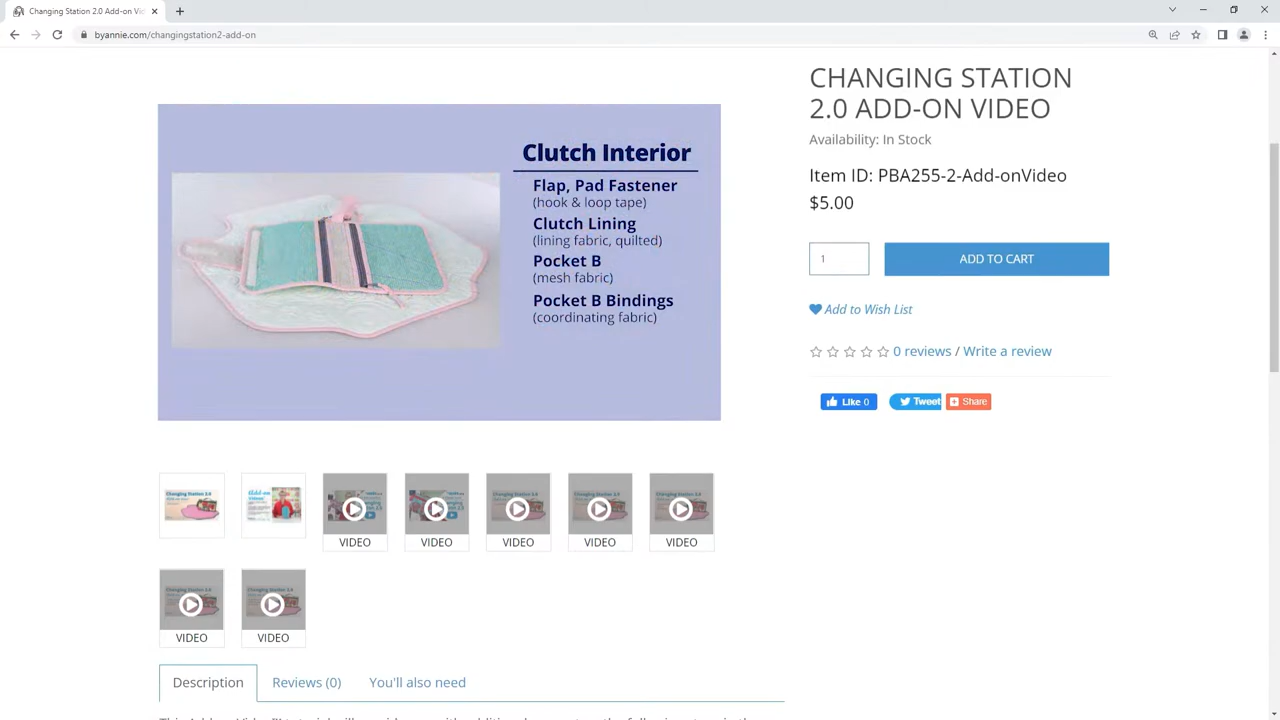 Changing Station 2.0 Add-on Vi
byannie.com/changingstation2-add-on
CHANGING STATION
2.0 ADD-ON VIDEO
Availability: In Stock
Item ID: PBA255-2-Add-onVideo
$5.00
1
ADD TO CART
Add to Wish List
0 reviews / Write a review
Like 0
Tweet
Share
Clutch Interior
Flap, Pad Fastener
(hook & loop tape)
Clutch Lining
(lining fabric, quilted)
Pocket B
(mesh fabric)
Pocket B Bindings
(coordinating fabric)
VIDEO
VIDEO
VIDEO
VIDEO
VIDEO
VIDEO
VIDEO
Description
Reviews (0)
You'll also need